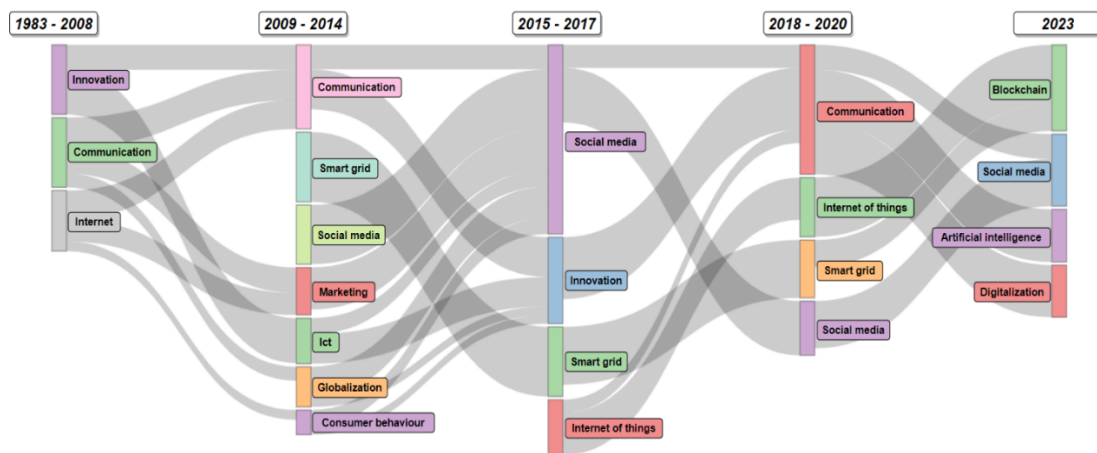 1983 - 2008
2009 - 2014
2015 - 2017
2018 - 2020
2023
Innovation
Communication
Internet
Communication
Smart grid
Social media
Marketing
Ict
Globalization
Consumer behaviour
Social media
Innovation
Smart grid
Internet of things
Communication
Internet of things
Smart grid
Social media
Blockchain
Social media
Artificial intelligence
Digitalization